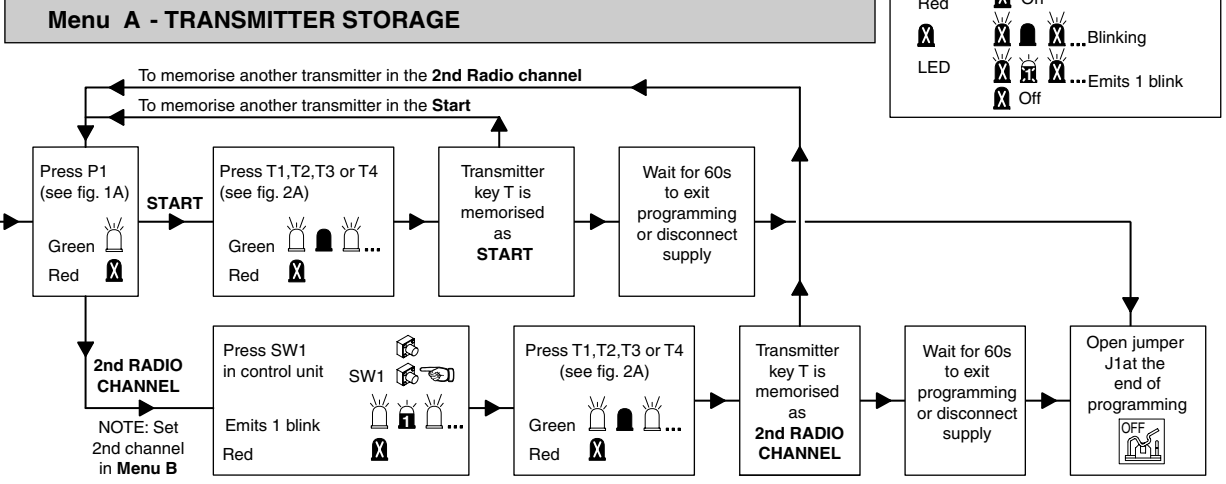 Menu A - TRANSMITTER STORAGE
Red
Off
X
X X ...Blinking
LED
X 1 X ...Emits 1 blink
X Off
To memorise another transmitter in the 2nd Radio channel
To memorise another transmitter in the Start
Press P1
(see fig. 1A)
Green
Red X
START
Press T1,T2,T3 or T4
(see fig. 2A)
Green ...
Red X
Transmitter
key T is
memorised
as
START
Wait for 60s
to exit
programming
or disconnect
supply
2nd RADIO
CHANNEL
NOTE: Set
2nd channel
in Menu B
Press SW1
in control unit
SW1
Emits 1 blink 1 ...
Red X
Press T1,T2,T3 or T4
(see fig. 2A)
Green ...
Red X
Transmitter
key T is
memorised
as
2nd RADIO
CHANNEL
Wait for 60s
to exit
programming
or disconnect
supply
Open jumper
J1at the
end of
programming
OFF